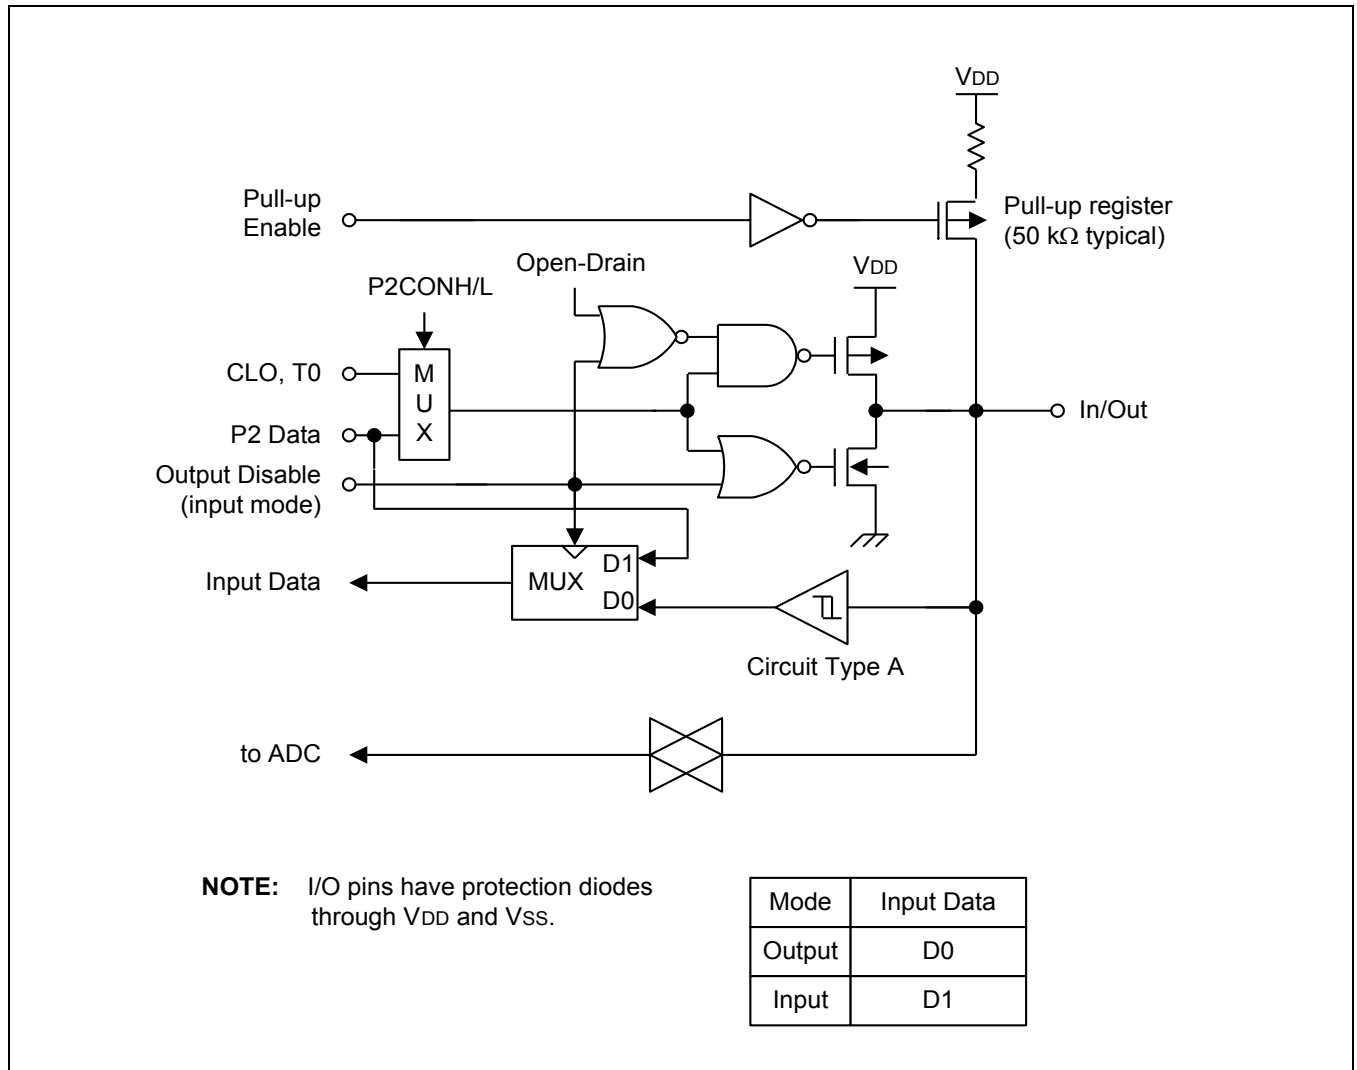 VDD
Pull-up
Enable
Pull-up register
(50 kΩ typical)
Open-Drain
VDD
P2CONH/L
CLO, T0
M
U
X
In/Out
P2 Data
Output Disable
(input mode)
D1
MUX
D0
Input Data
Circuit Type A
to ADC
NOTE: I/O pins have protection diodes
through VDD and VSS.
Mode Input Data
Output D0
Input D1